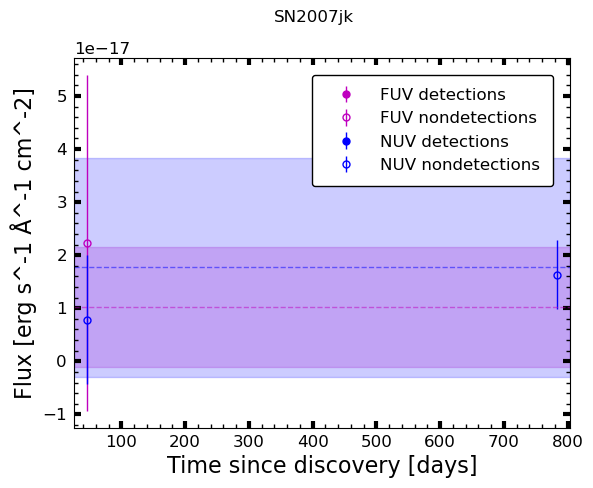 SN2007jk
1e−17
FUV detections
FUV nondetections
NUV detections
NUV nondetections
5
4
3
2
1
0
−1
Flux [erg s^-1 Å^-1 cm^-2]
100 200 300 400 500 600 700 800
Time since discovery [days]